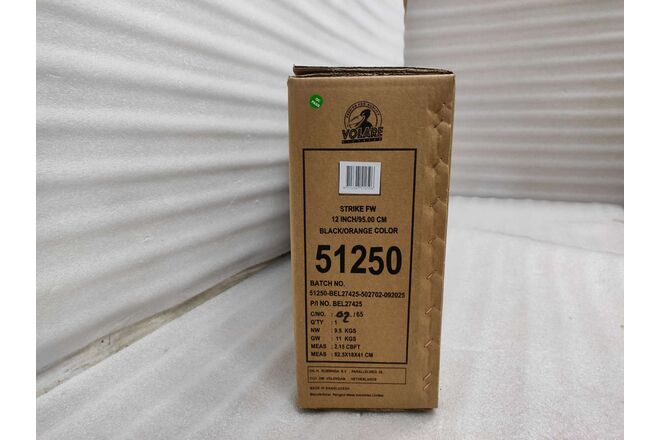 VOLARE
STRIKE FW
12 INCH/95.00 CM
BLACK/ORANGE COLOR
51250
BATCH NO.
51250-BEL27425-502702-092025
P/I NO. BEL27425
C/NO. : 02 / 65
Q'TY : 1
NW : 9.5 KGS
GW : 11 KGS
MEAS : 2.15 CBFT
MEAS : 82.5X18X41 CM
NETHERLANDS
MADE IN BANGLADESH